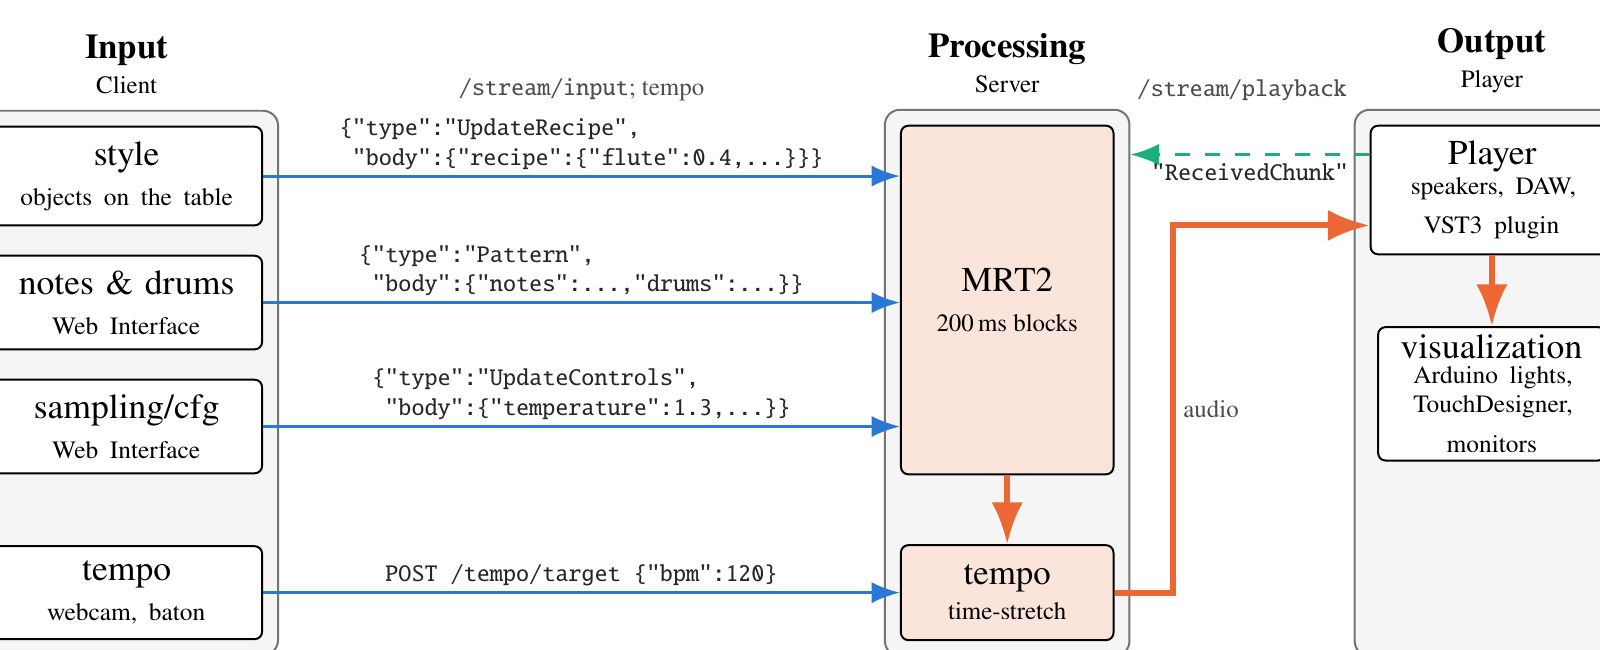 Input
Client
style
objects on the table
notes & drums
Web Interface
sampling/cfg
Web Interface
tempo
webcam, baton
/stream/input; tempo
{"type":"UpdateRecipe",
"body":{"recipe":{"flute":0.4,...}}}
{"type":"Pattern",
"body":{"notes":...,"drums":...}}
{"type":"UpdateControls",
"body":{"temperature":1.3,...}}
POST /tempo/target {"bpm":120}
Processing
Server
MRT2
200 ms blocks
tempo
time-stretch
/stream/playback
"ReceivedChunk"
audio
Output
Player
Player
speakers, DAW,
VST3 plugin
visualization
Arduino lights,
TouchDesigner,
monitors